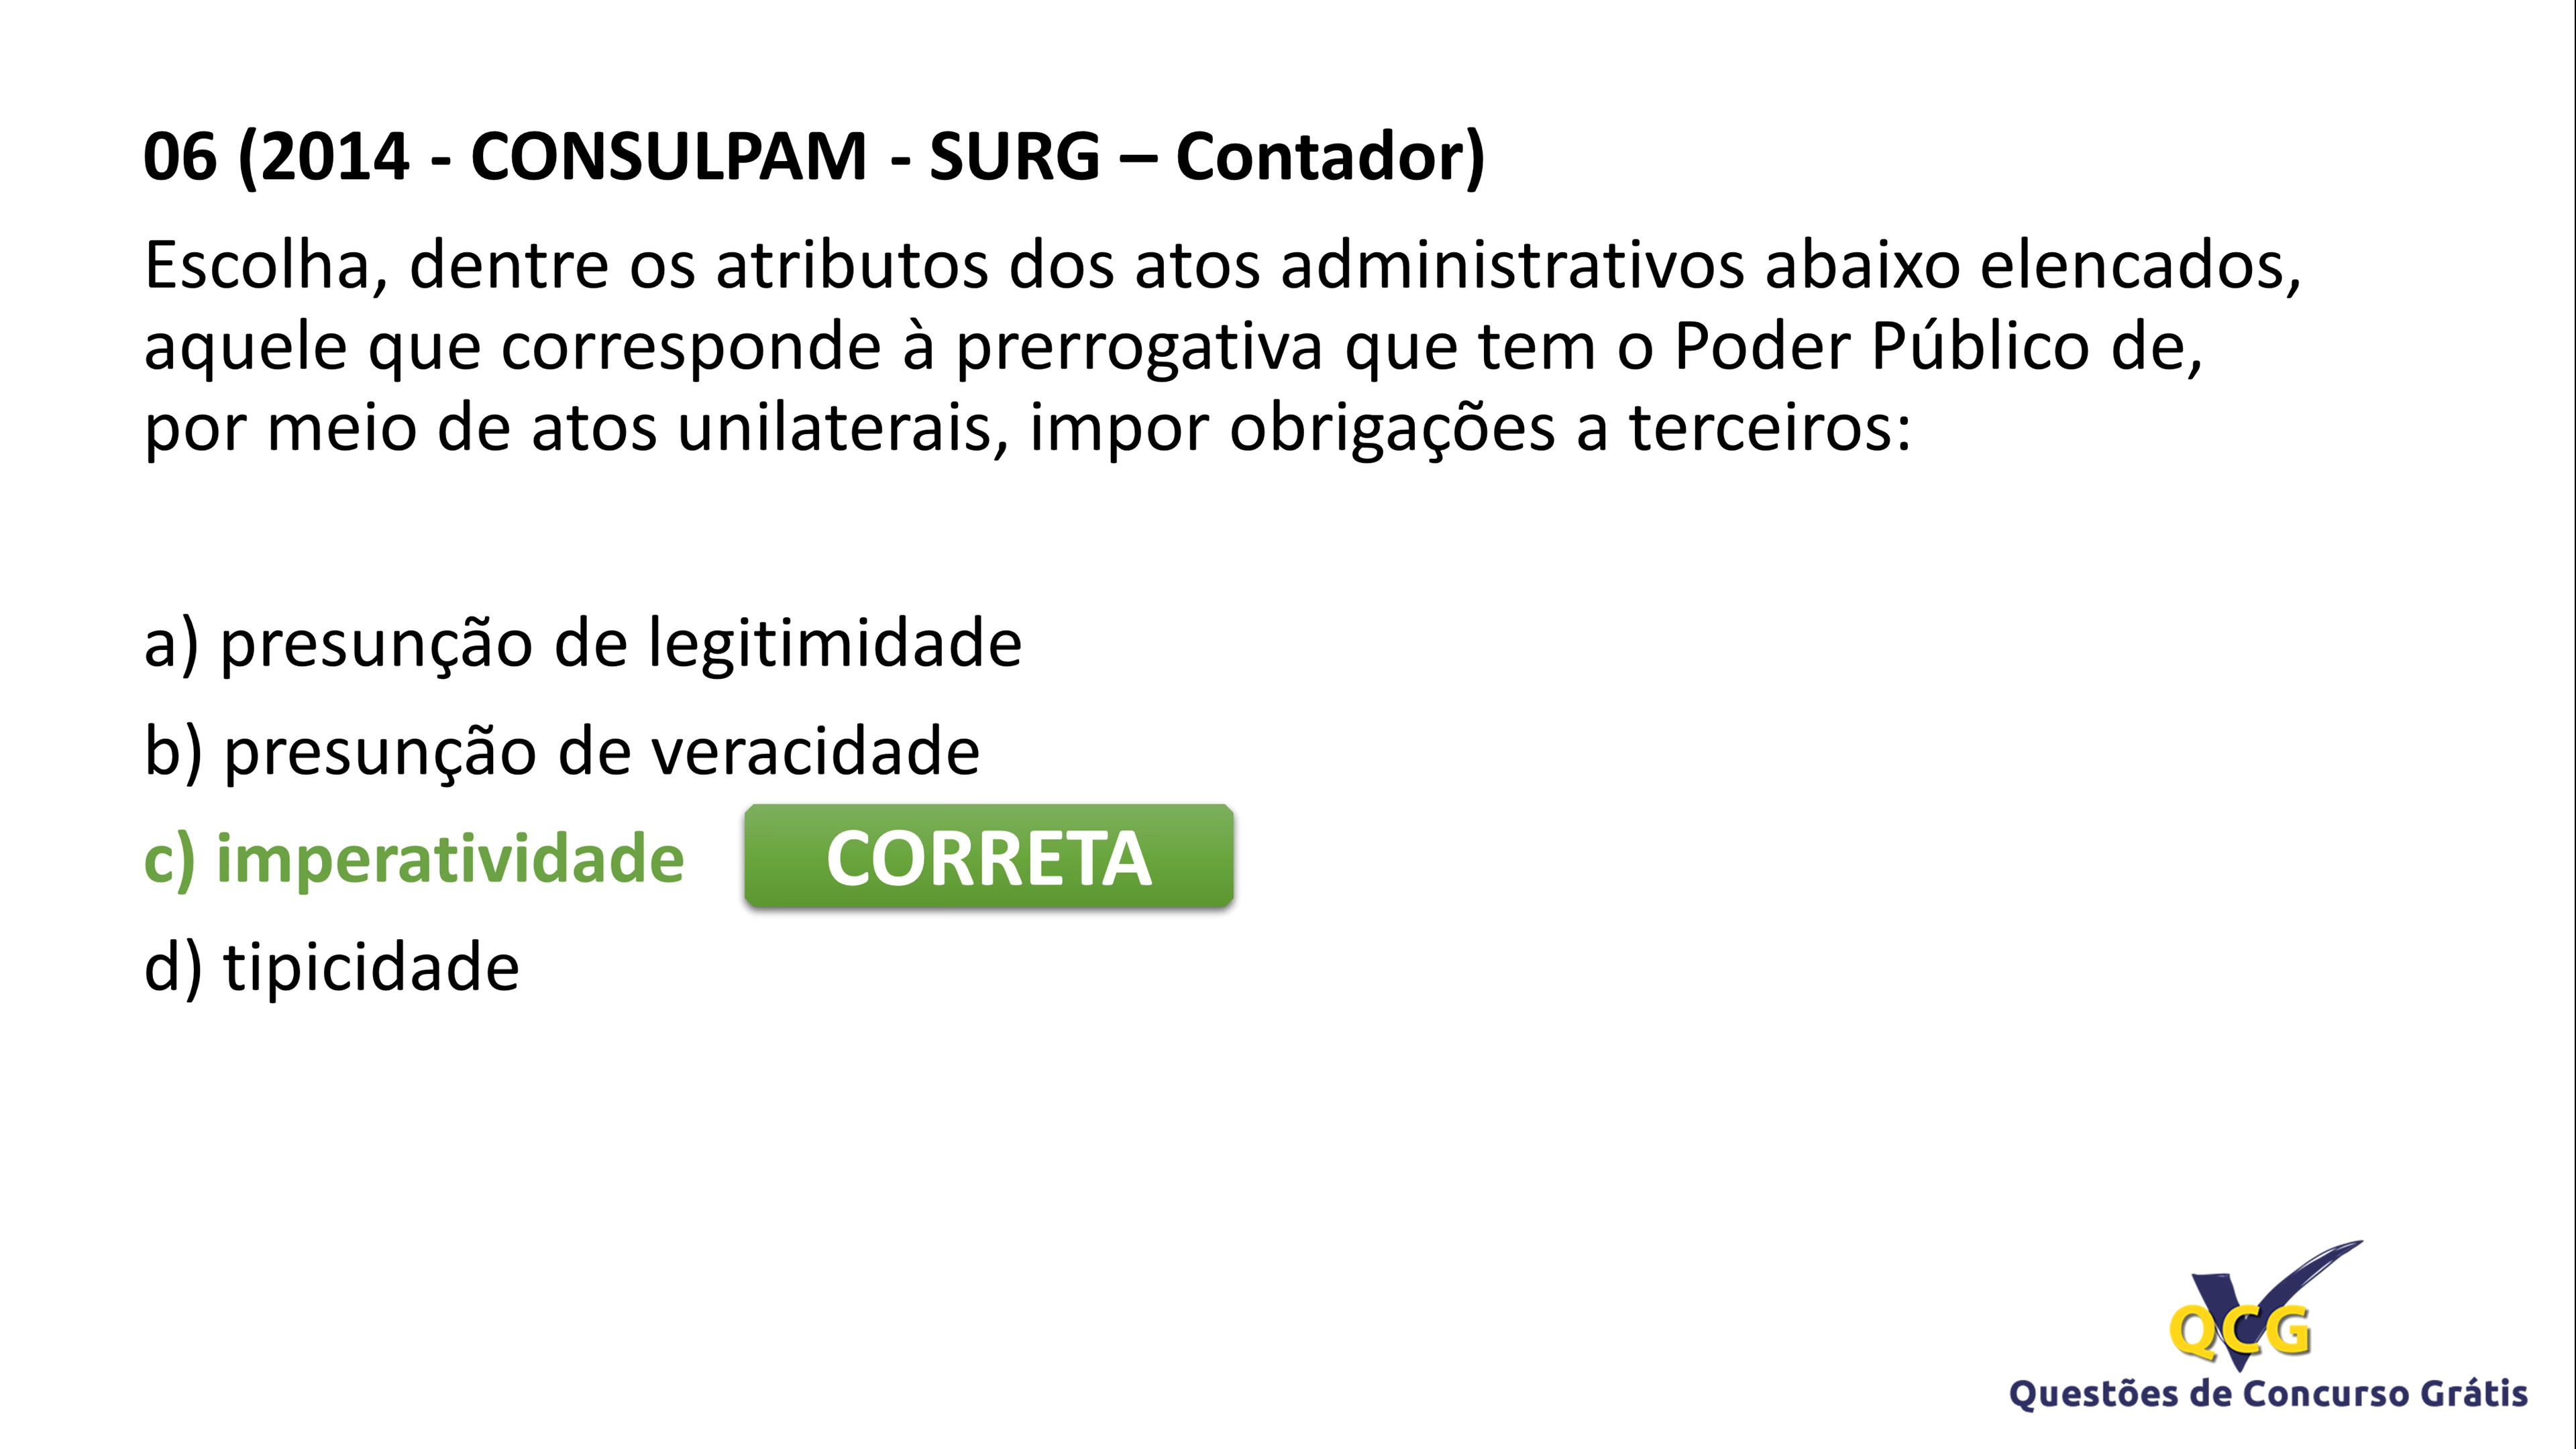 06 (2014 - CONSULPAM - SURG – Contador)
Escolha, dentre os atributos dos atos administrativos abaixo elencados,
aquele que corresponde à prerrogativa que tem o Poder Público de,
por meio de atos unilaterais, impor obrigações a terceiros:
a) presunção de legitimidade
b) presunção de veracidade
c) imperatividade CORRETA
d) tipicidade
QCG
Questões de Concurso Grátis